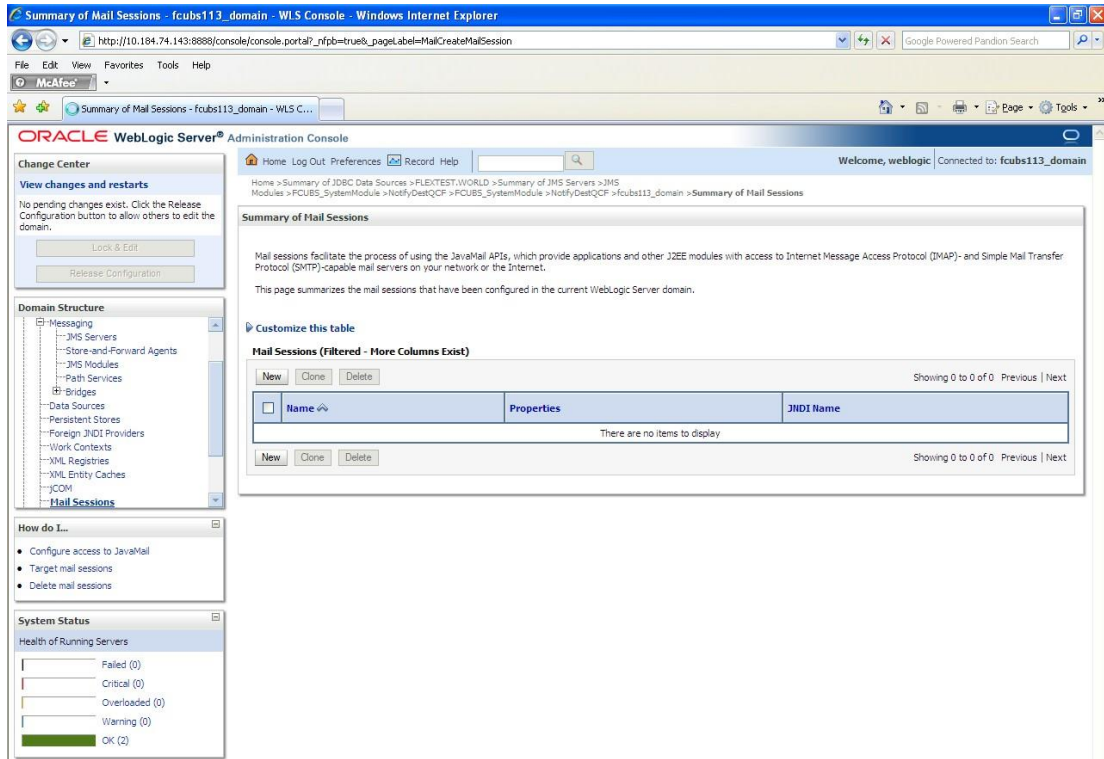 Summary of Mail Sessions - fcubs113_domain - WLS Console - Windows Internet Explorer
http://10.184.74.143:8888/console/console.portal?_nfpb=true&_pageLabel=MailCreateMailSession
Google Powered Pandion Search
File Edit View Favorites Tools Help
McAfee
Summary of Mail Sessions - fcubs113_domain - WLS C...
Page Tools
ORACLE WebLogic Server® Administration Console
Change Center
View changes and restarts
No pending changes exist. Click the Release
Configuration button to allow others to edit the
domain.
Lock & Edit
Release Configuration
Domain Structure
Messaging
JMS Servers
Store-and-Forward Agents
JMS Modules
Path Services
Bridges
Data Sources
Persistent Stores
Foreign JNDI Providers
Work Contexts
XML Registries
XML Entity Caches
jCOM
Mail Sessions
How do I...
Configure access to JavaMail
Target mail sessions
Delete mail sessions
System Status
Health of Running Servers
Failed (0)
Critical (0)
Overloaded (0)
Warning (0)
OK (2)
Home Log Out Preferences Record Help
Welcome, weblogic Connected to: fcubs113_domain
Home >Summary of JDBC Data Sources >FLEXTEST.WORLD >Summary of JMS Servers >JMS
Modules >FCUBS_SystemModule >NotifyDestQCF >FCUBS_SystemModule >NotifyDestQCF >fcubs113_domain >Summary of Mail Sessions
Summary of Mail Sessions
Mail sessions facilitate the process of using the JavaMail APIs, which provide applications and other J2EE modules with access to Internet Message Access Protocol (IMAP)- and Simple Mail Transfer
Protocol (SMTP)-capable mail servers on your network or the Internet.
This page summarizes the mail sessions that have been configured in the current WebLogic Server domain.
Customize this table
Mail Sessions (Filtered - More Columns Exist)
New Clone Delete Showing 0 to 0 of 0 Previous | Next
Name Properties JNDI Name
There are no items to display
New Clone Delete Showing 0 to 0 of 0 Previous | Next